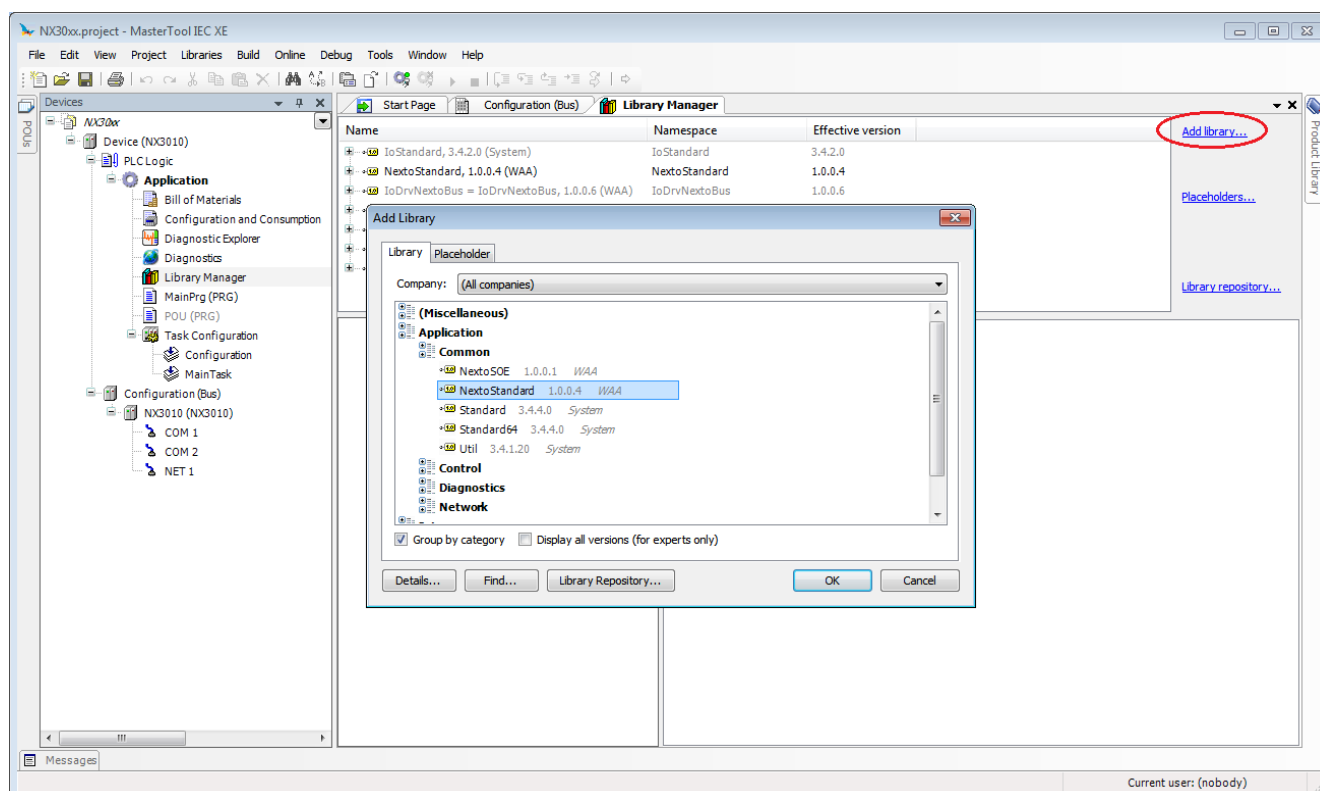 NX30xx.project - MasterTool IEC XE
File Edit View Project Libraries Build Online Debug Tools Window Help
Devices
Start Page Configuration (Bus) Library Manager
POUs
Product Library
NX30xx
Device (NX3010)
PLC Logic
Application
Bill of Materials
Configuration and Consumption
Diagnostic Explorer
Diagnostics
Library Manager
MainPrg (PRG)
POU (PRG)
Task Configuration
Configuration
MainTask
Configuration (Bus)
NX3010 (NX3010)
COM 1
COM 2
NET 1
Name Namespace Effective version
IoStandard, 3.4.2.0 (System) IoStandard 3.4.2.0
NextoStandard, 1.0.0.4 (WAA) NextoStandard 1.0.0.4
IoDrvNextoBus = IoDrvNextoBus, 1.0.0.6 (WAA) IoDrvNextoBus 1.0.0.6
Add library...
Placeholders...
Library repository...
Add Library
Library Placeholder
Company: (All companies)
(Miscellaneous)
Application
Common
NextoSOE 1.0.0.1 WAA
NextoStandard 1.0.0.4 WAA
Standard 3.4.4.0 System
Standard64 3.4.4.0 System
Util 3.4.1.20 System
Control
Diagnostics
Network
Group by category Display all versions (for experts only)
Details... Find... Library Repository... OK Cancel
Messages
Current user: (nobody)